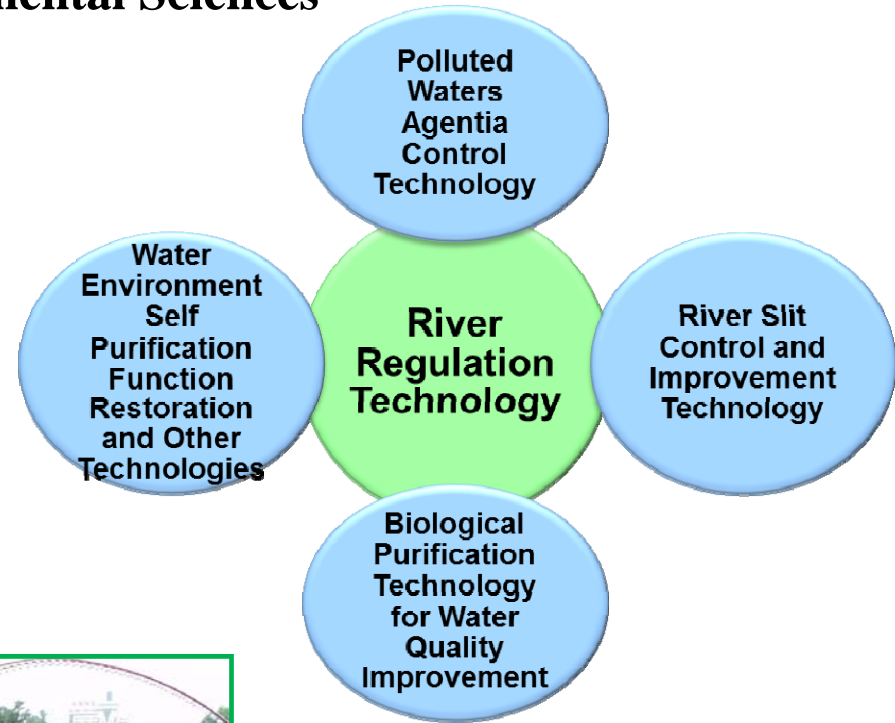 Sciences
Polluted
Waters
Agentia
Control
Technology
Water
Environment
Self
Purification
Function
Restoration
and Other
Technologies
River
Regulation
Technology
River Slit
Control and
Improvement
Technology
Biological
Purification
Technology
for Water
Quality
Improvement